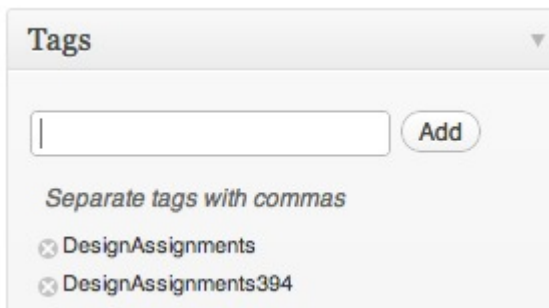 Tags
Add
Separate tags with commas
DesignAssignments
DesignAssignments394